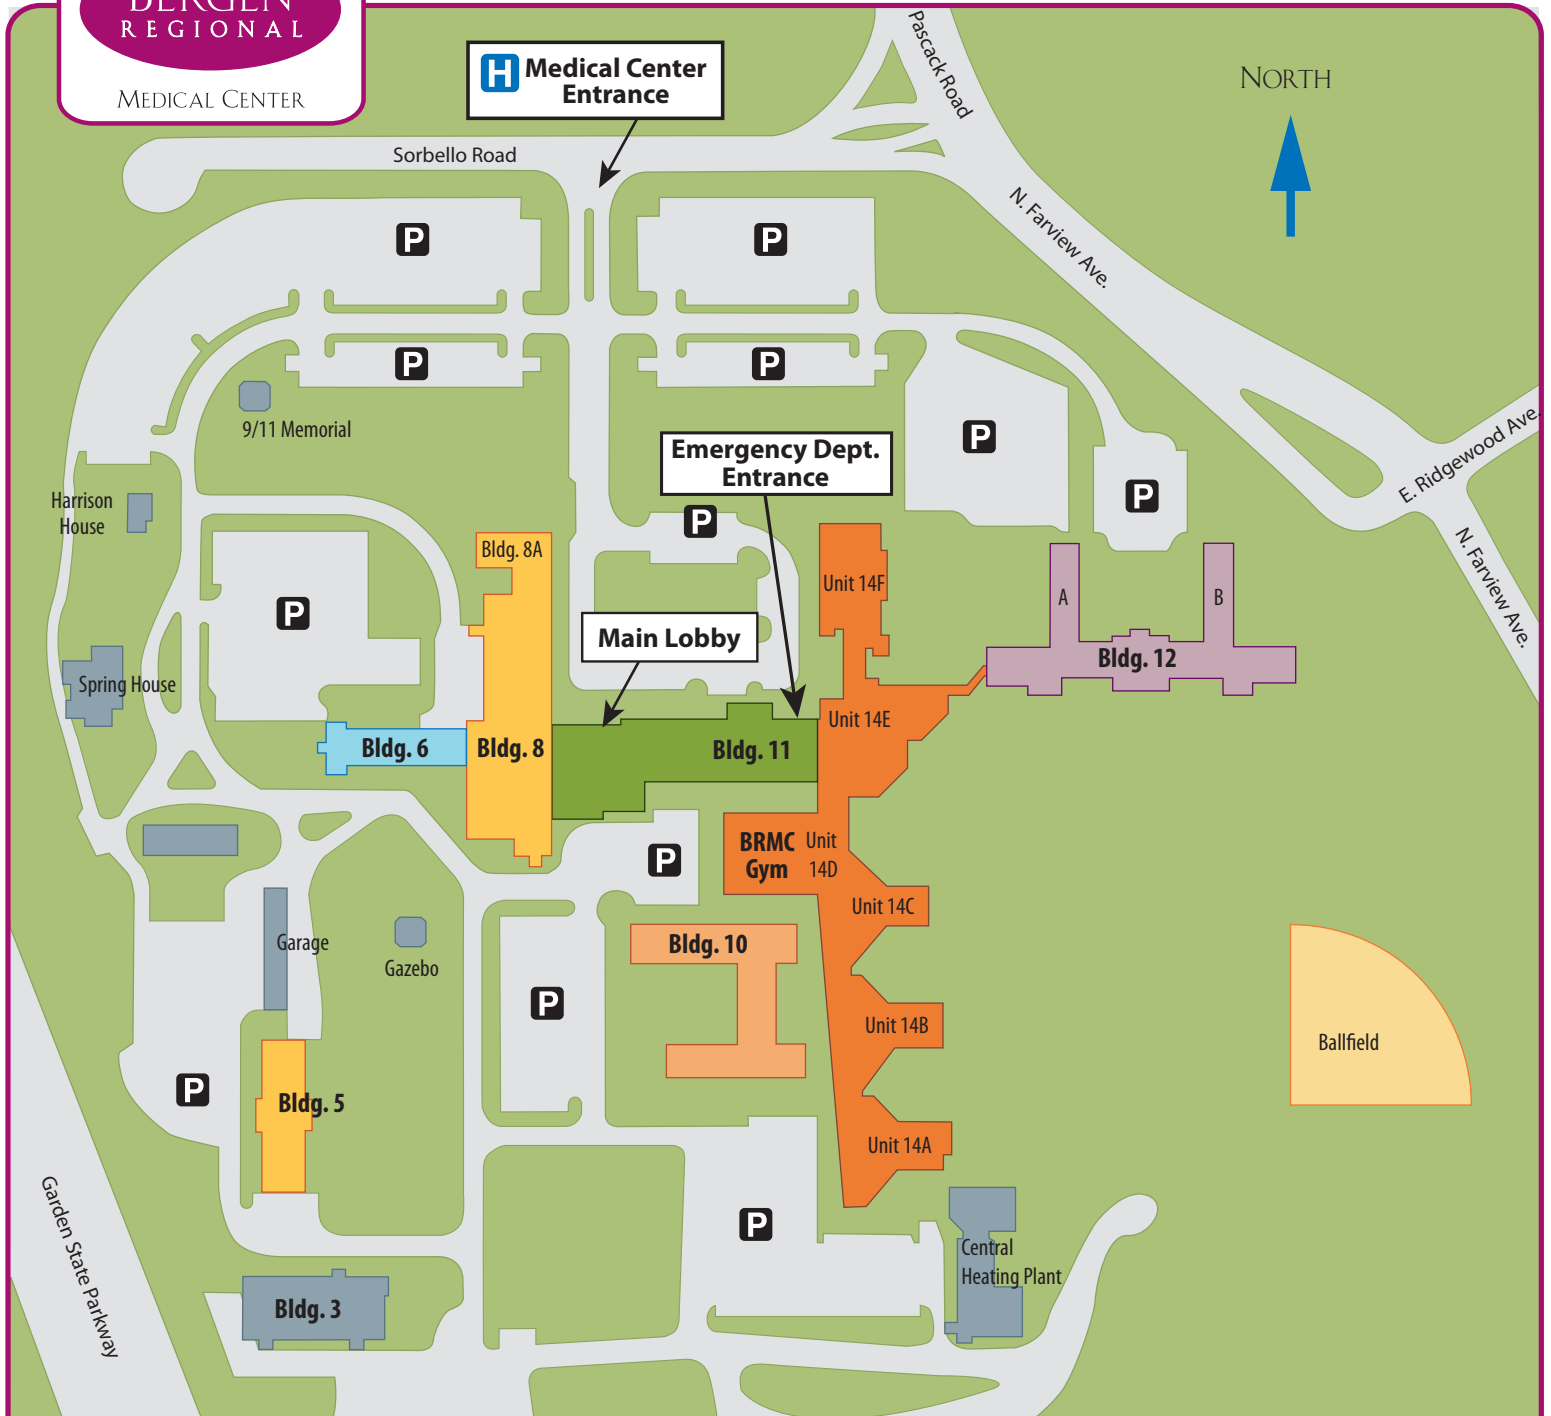 BERGEN
REGIONAL
MEDICAL CENTER
H Medical Center
Entrance
Pascack Road
NORTH
Sorbello Road
N. Farview Ave.
P
P
P
P
9/11 Memorial
Emergency Dept.
Entrance
P
E. Ridgewood Ave.
Harrison
House
P
P
N. Farview Ave.
Bldg. 8A
Unit 14F
A
B
P
Main Lobby
Bldg. 12
Spring House
Unit 14E
Bldg. 6
Bldg. 8
Bldg. 11
BRMC
Gym
Unit
14D
P
Unit 14C
Garage
Gazebo
Bldg. 10
P
Unit 14B
Ballfield
P
Bldg. 5
Unit 14A
Garden State Parkway
P
Central
Heating Plant
Bldg. 3